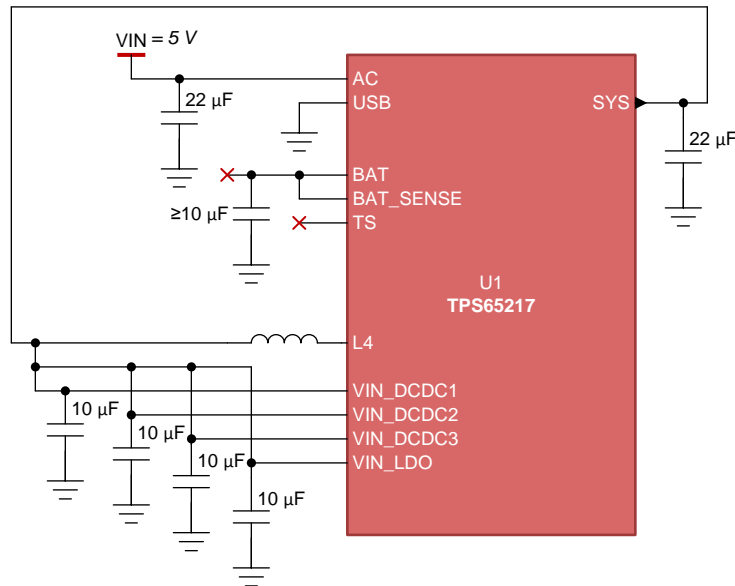 VIN = 5 V
AC
22 µF
USB
SYS
22 µF
BAT
BAT_SENSE
≥10 µF
TS
U1
TPS65217
L4
VIN_DCDC1
10 µF
VIN_DCDC2
10 µF
VIN_DCDC3
10 µF
VIN_LDO
10 µF